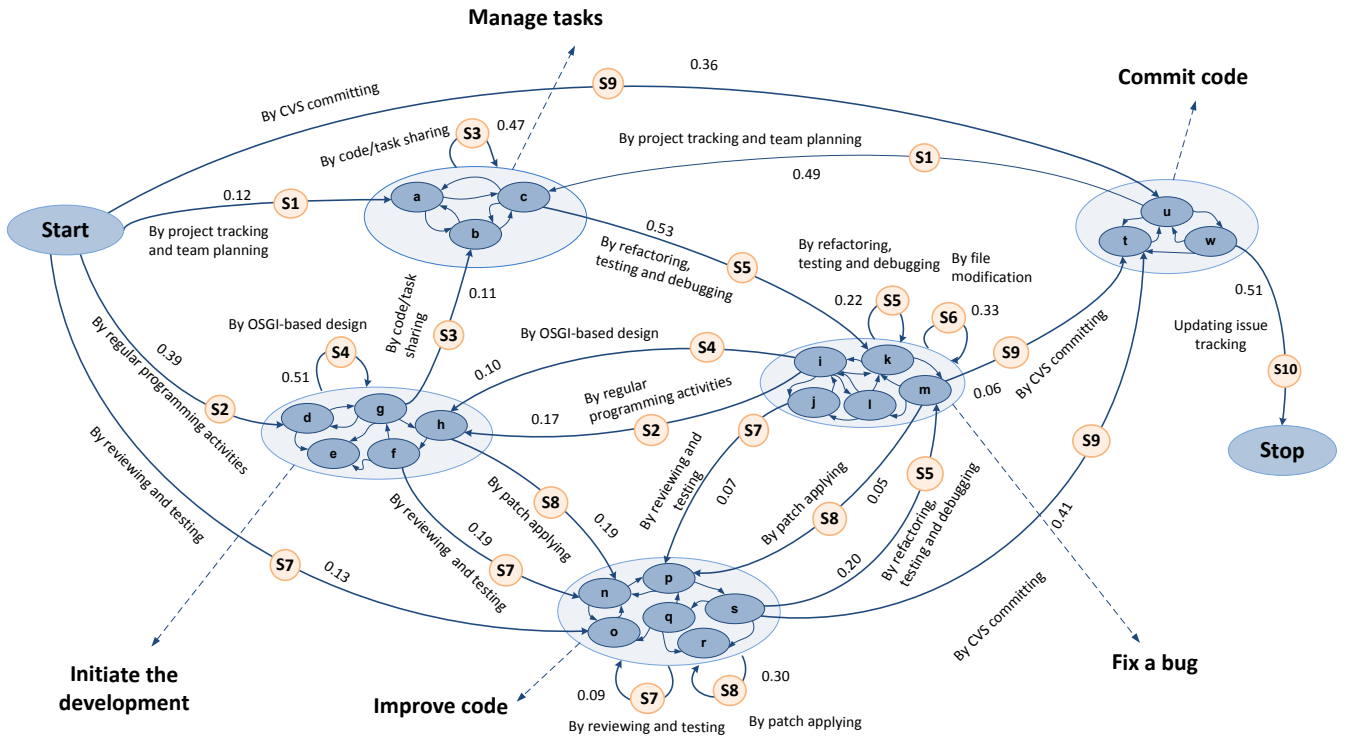 Manage tasks
0.36
S9
Commit code
By CVS committing
S3
0.47
By code/task sharing
By project tracking and team planning
S1
0.49
0.12
S1
a
c
b
u
t
w
Start
By project tracking
and team planning
0.53
By refactoring,
testing and debugging
S5
By refactoring,
testing and debugging
By file
modification
0.22
S5
S6
0.33
0.51
Updating issue
tracking
S10
0.11
By code/task
sharing
S3
By OSGI-based design
S4
0.51
By OSGI-based design
S4
0.10
S9
0.06
By CVS committing
0.39
By regular programming activities
S2
By regular
programming activities
0.17
S2
i
k
j
l
m
d
g
h
e
f
Stop
S9
0.41
By CVS committing
By reviewing and testing
S7
0.13
By patch applying
S8
0.19
By reviewing and testing
0.19
S7
By reviewing and
testing
S7
0.07
By patch applying
S8
0.05
S5
0.20
By refactoring,
testing and debugging
n
p
o
q
s
r
0.09
S7
By reviewing and testing
S8
0.30
By patch applying
Initiate the
development
Improve code
Fix a bug